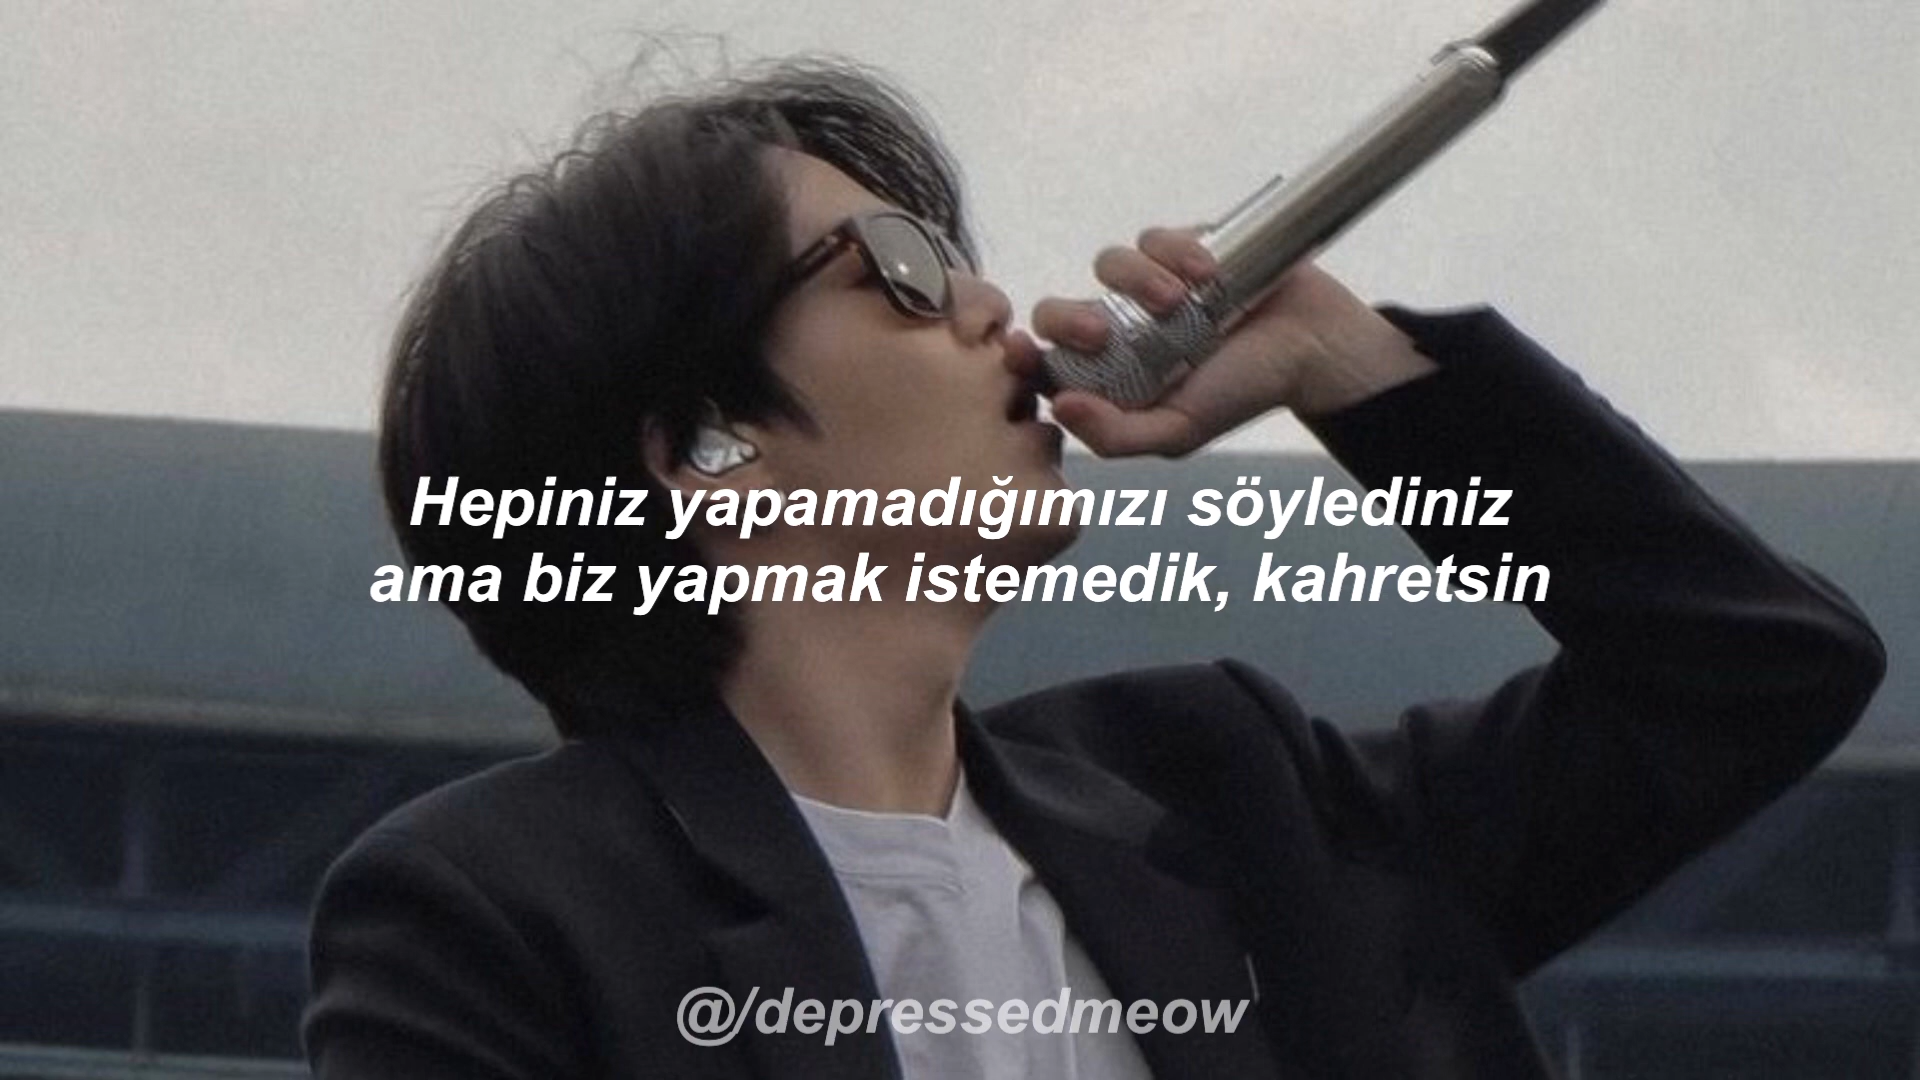 Hepiniz yapamadığımızı söylediniz
ama biz yapmak istemedik, kahretsin
@/depressedmeow